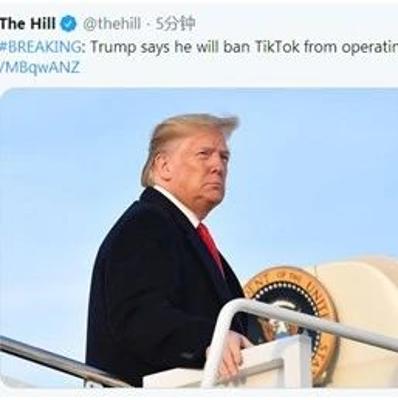 The Hill @thehill · 5分钟
#BREAKING: Trump says he will ban TikTok from operatin
/MBqwANZ